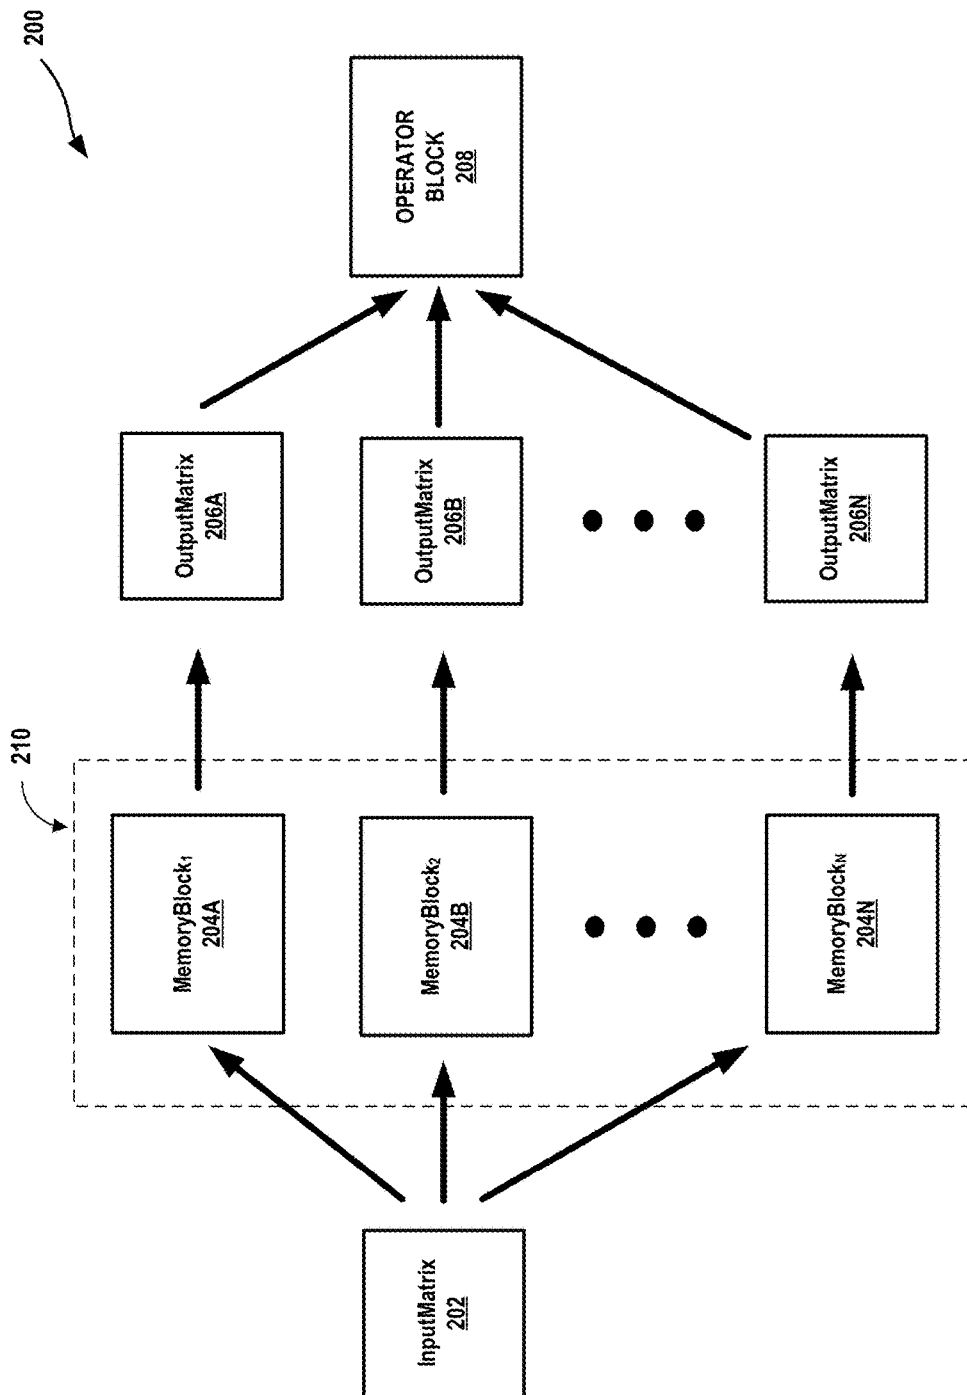 200
210
InputMatrix
202
MemoryBlock₁
204A
MemoryBlock₂
204B
MemoryBlockN
204N
OutputMatrix
206A
OutputMatrix
206B
OutputMatrix
206N
OPERATOR
BLOCK
208